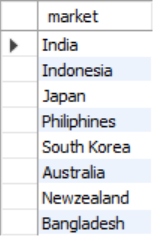 market
India
Indonesia
Japan
Philiphines
South Korea
Australia
Newzealand
Bangladesh